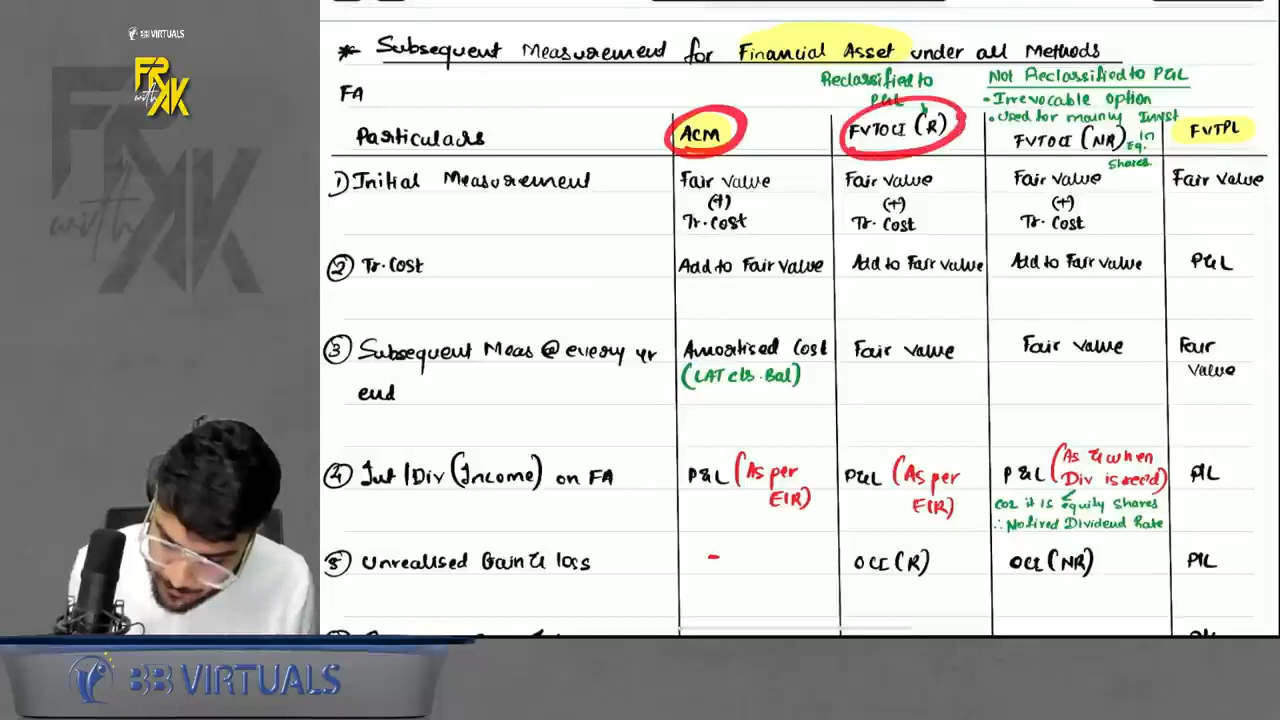 BB VIRTUALS
FR
with
AK
FR
with
AK
* Subsequent Measurement for Financial Asset under all Methods
Reclassified to
P&L
Not Reclassified to P&L
• Irrevocable option
• Used for mainly Invst
in
Eq.
Shares.
FA
Particulars ACM FVTOCI (R) FVTOCI (NR) FVTPL
1) Initial Measurement Fair value Fair value Fair value Fair value
(+) (+) (+)
Tr. Cost Tr. Cost Tr. Cost
② Tr. Cost Add to Fair Value Add to Fair value Add to Fair value P&L
③ Subsequent Meas @ every yr Amortised Cost Fair value Fair value Fair
end (LAT cls. Bal) value
④ Int / Div (Income) on FA P&L (As per EIR) P&L (As per EIR) P&L (As & when Div is recd) P/L
coz it is equity shares
∴ No fixed Dividend Rate
⑤ Unrealised Gain & loss - OCI (R) OCI (NR) P/L
BB VIRTUALS